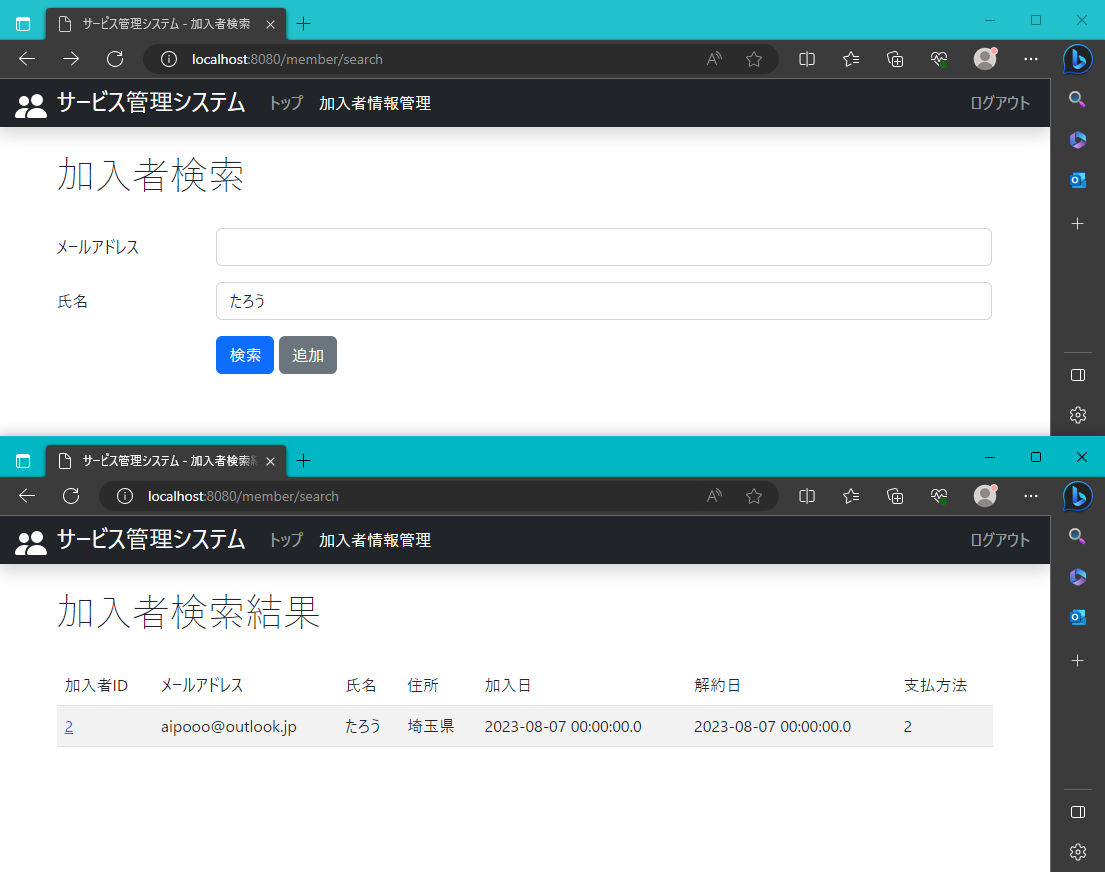 サービス管理システム - 加入者検索
localhost:8080/member/search
サービス管理システム トップ 加入者情報管理 ログアウト
加入者検索
メールアドレス
氏名 たろう
検索 追加
サービス管理システム - 加入者検索結
localhost:8080/member/search
サービス管理システム トップ 加入者情報管理 ログアウト
加入者検索結果
加入者ID メールアドレス 氏名 住所 加入日 解約日 支払方法
2 aipooo@outlook.jp たろう 埼玉県 2023-08-07 00:00:00.0 2023-08-07 00:00:00.0 2